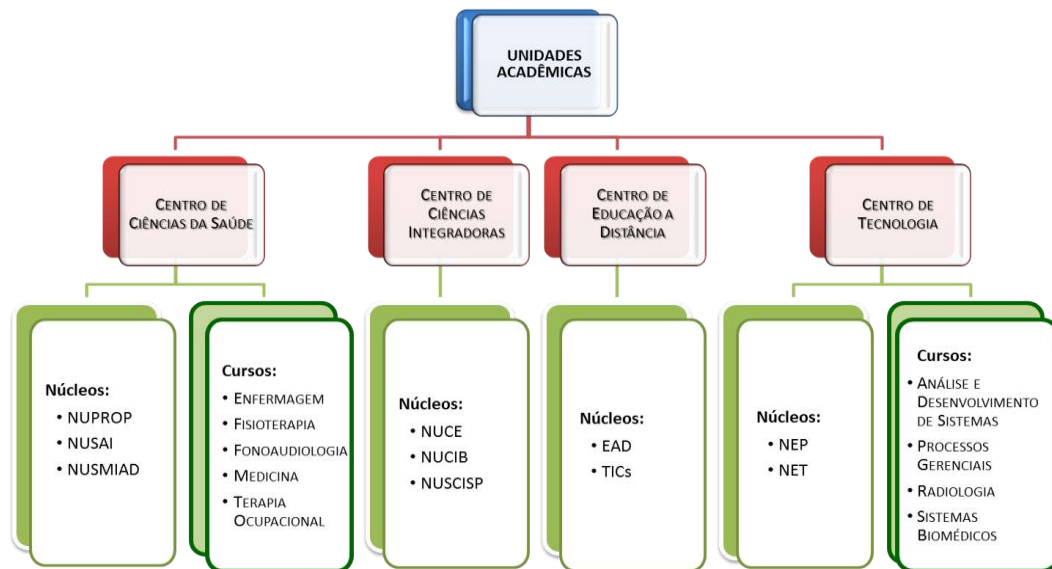 UNIDADES
ACADÊMICAS
CENTRO DE
CIÊNCIAS DA SAÚDE
CENTRO DE
CIÊNCIAS
INTEGRADORAS
CENTRO DE
EDUCAÇÃO A
DISTÂNCIA
CENTRO DE
TECNOLOGIA
Núcleos:
• NUPROP
• NUSAI
• NUSMIAD
Cursos:
• ENFERMAGEM
• FISIOTERAPIA
• FONOAUDIOLOGIA
• MEDICINA
• TERAPIA
OCUPACIONAL
Núcleos:
• NUCE
• NUCIB
• NUSCISP
Núcleos:
• EAD
• TICs
Núcleos:
• NEP
• NET
Cursos:
• ANÁLISE E
DESENVOLVIMENTO
DE SISTEMAS
• PROCESSOS
GERENCIAIS
• RADIOLOGIA
• SISTEMAS
BIOMÉDICOS